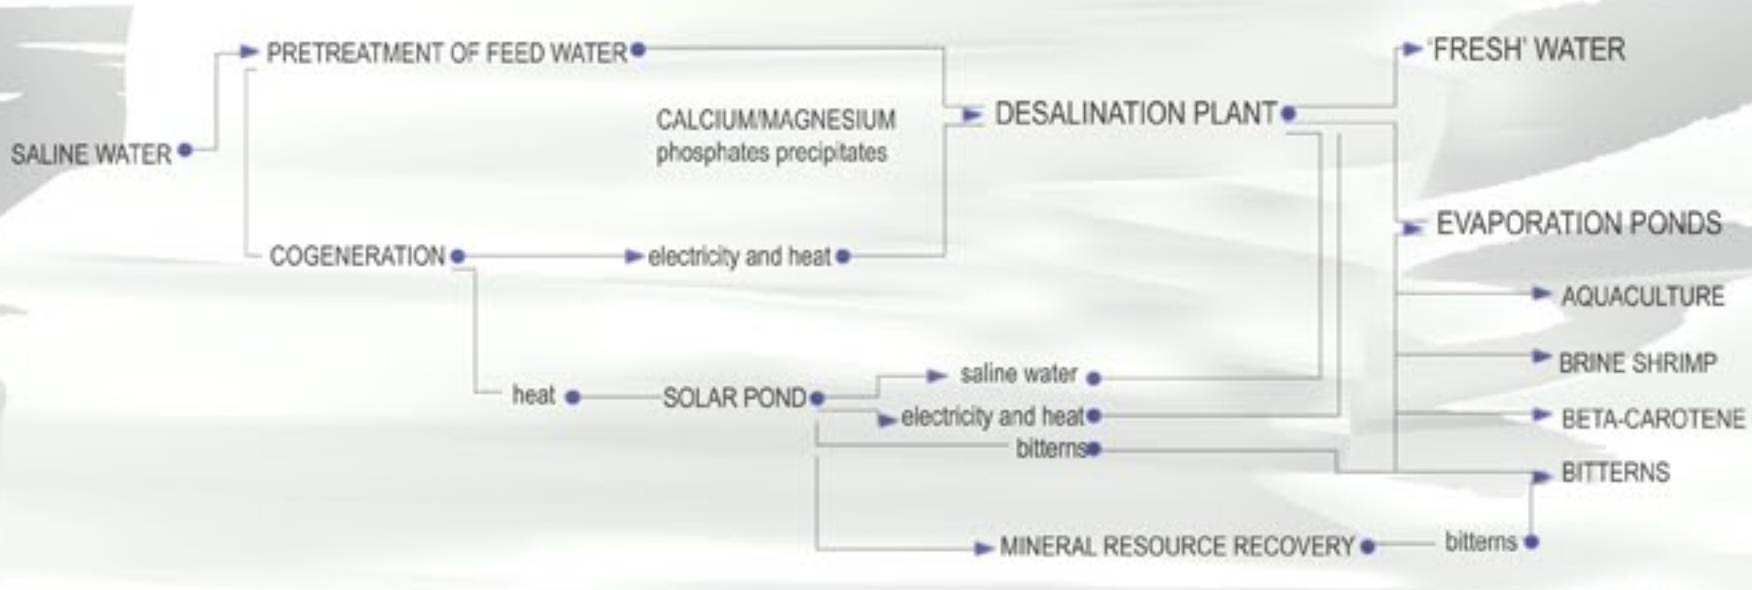 PRETREATMENT OF FEED WATER
'FRESH' WATER
CALCIUM/MAGNESIUM
phosphates precipitates
DESALINATION PLANT
SALINE WATER
EVAPORATION PONDS
COGENERATION
electricity and heat
AQUACULTURE
BRINE SHRIMP
saline water
heat
SOLAR POND
electricity and heat
BETA-CAROTENE
bitterns
BITTERNS
MINERAL RESOURCE RECOVERY
bitterns